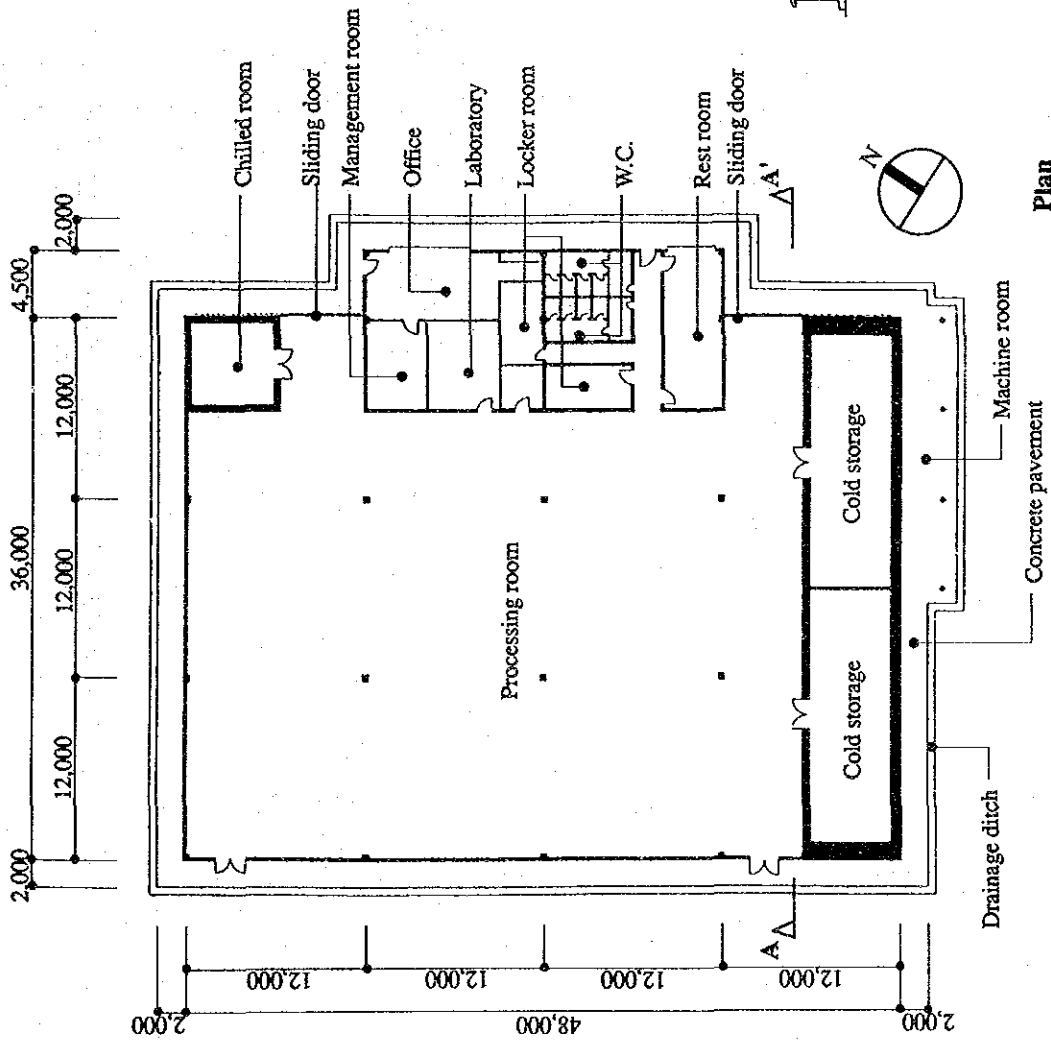 2,000
36,000
4,500
2,000
12,000
12,000
12,000
Chilled room
Sliding door
Management room
Office
Laboratory
Locker room
W.C.
Rest room
Sliding door
A'
N
Plan
Processing room
Cold storage
Cold storage
Machine room
Concrete pavement
Drainage ditch
A
2,000
48,000
2,000
12,000
12,000
12,000
12,000